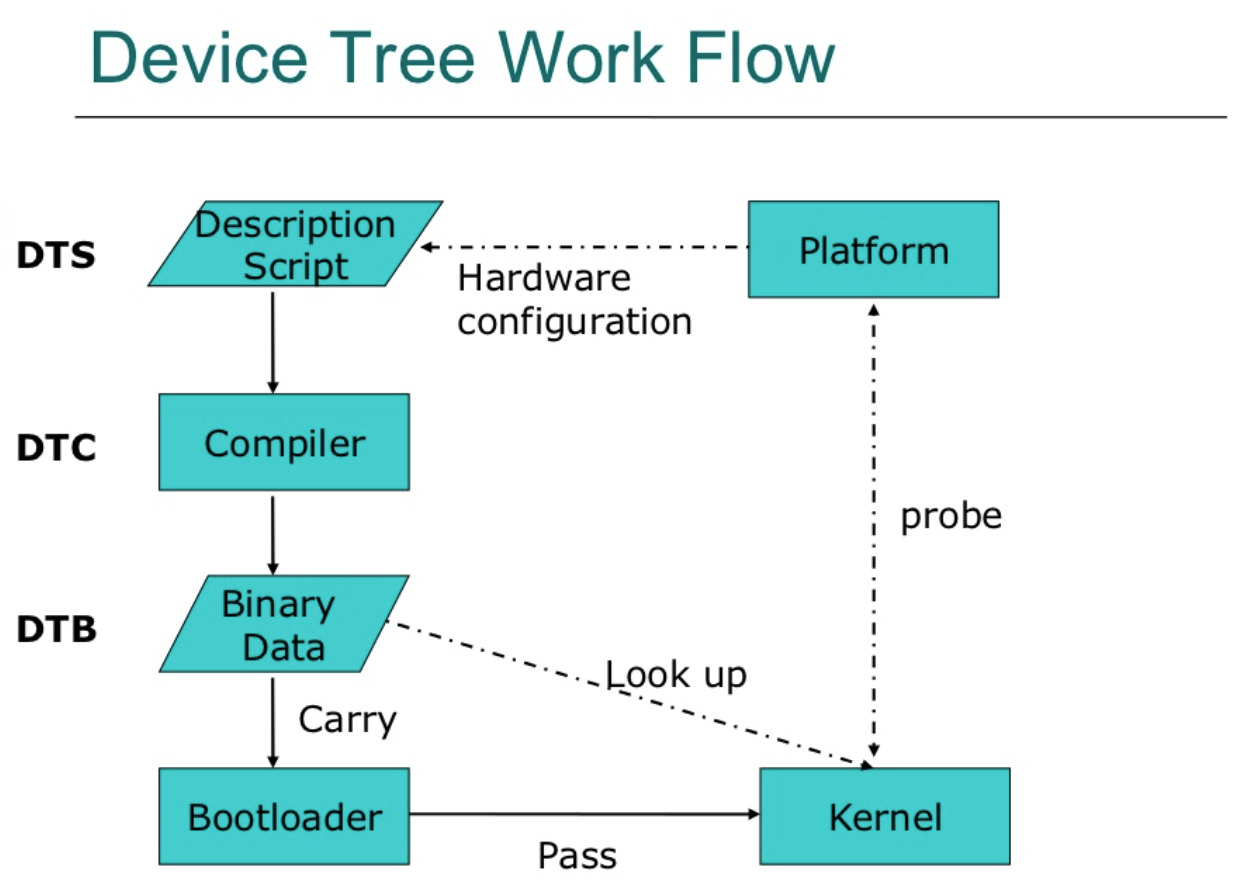 Device Tree Work Flow
DTS
Description
Script
Hardware
configuration
Platform
DTC
Compiler
probe
DTB
Binary
Data
Look up
Carry
Bootloader
Pass
Kernel